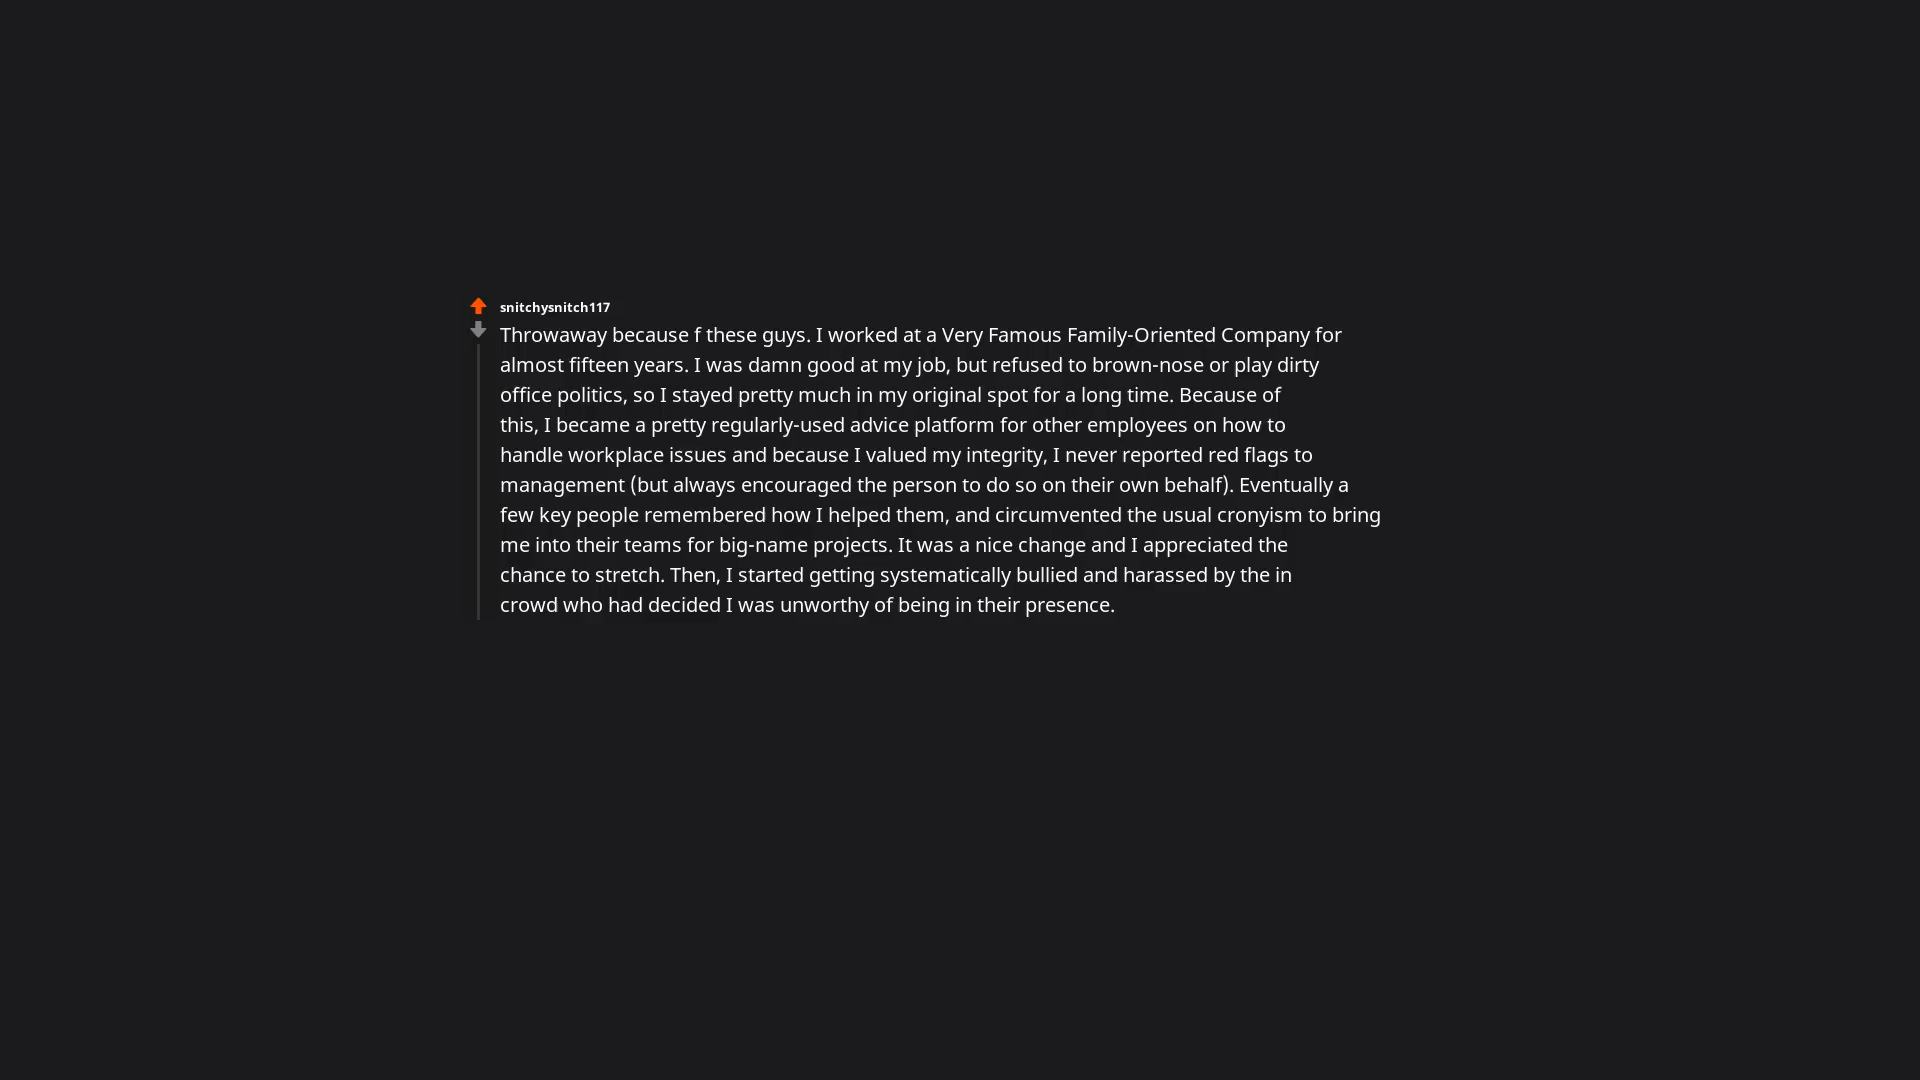 snitchysnitch117
Throwaway because f these guys. I worked at a Very Famous Family-Oriented Company for
almost fifteen years. I was damn good at my job, but refused to brown-nose or play dirty
office politics, so I stayed pretty much in my original spot for a long time. Because of
this, I became a pretty regularly-used advice platform for other employees on how to
handle workplace issues and because I valued my integrity, I never reported red flags to
management (but always encouraged the person to do so on their own behalf). Eventually a
few key people remembered how I helped them, and circumvented the usual cronyism to bring
me into their teams for big-name projects. It was a nice change and I appreciated the
chance to stretch. Then, I started getting systematically bullied and harassed by the in
crowd who had decided I was unworthy of being in their presence.